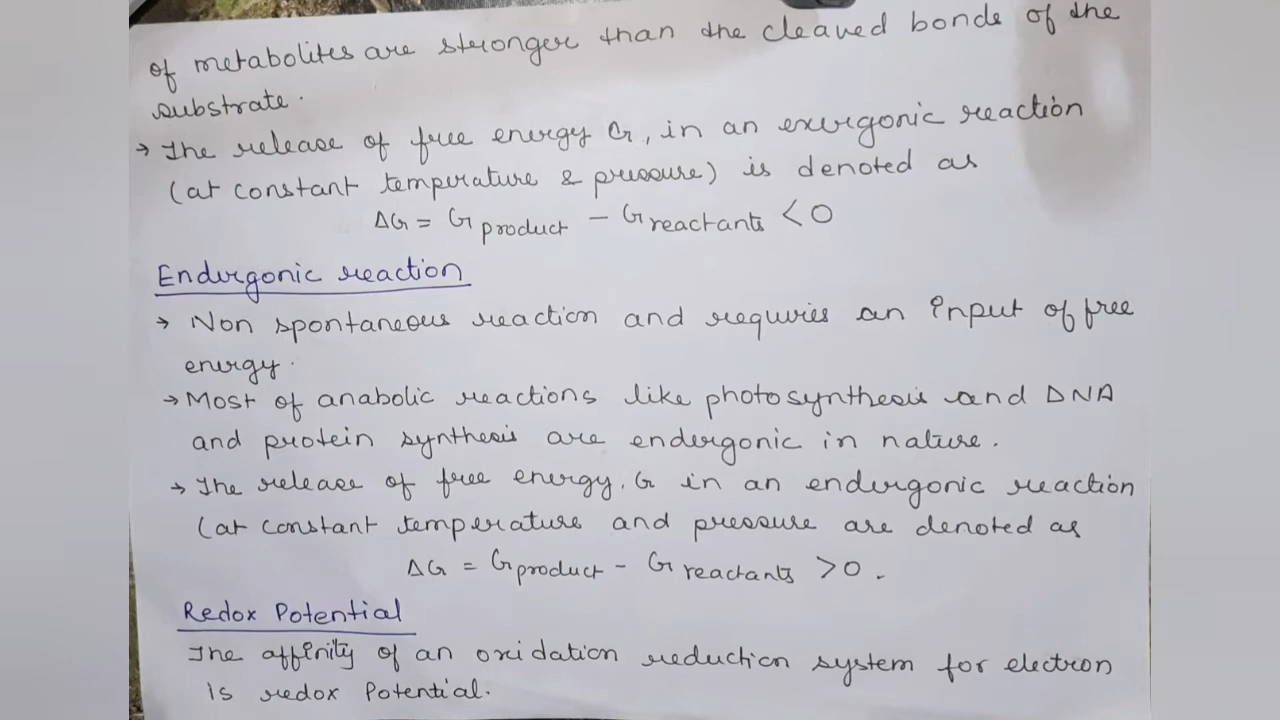 of metabolites are stronger than the cleaved bonds of the
substrate.
→ The release of free energy G, in an exergonic reaction
(at constant temperature & pressure) is denoted as
ΔG = G product - G reactants < 0
Endergonic reaction
→ Non spontaneous reaction and requries an input of free
energy.
→ Most of anabolic reactions like photosynthesis and DNA
and protein synthesis are endergonic in nature.
→ The release of free energy, G in an endergonic reaction
(at constant temperature and pressure are denoted as
ΔG = G product - G reactants > 0.
Redox Potential
The affinity of an oxidation reduction system for electron
is redox Potential.